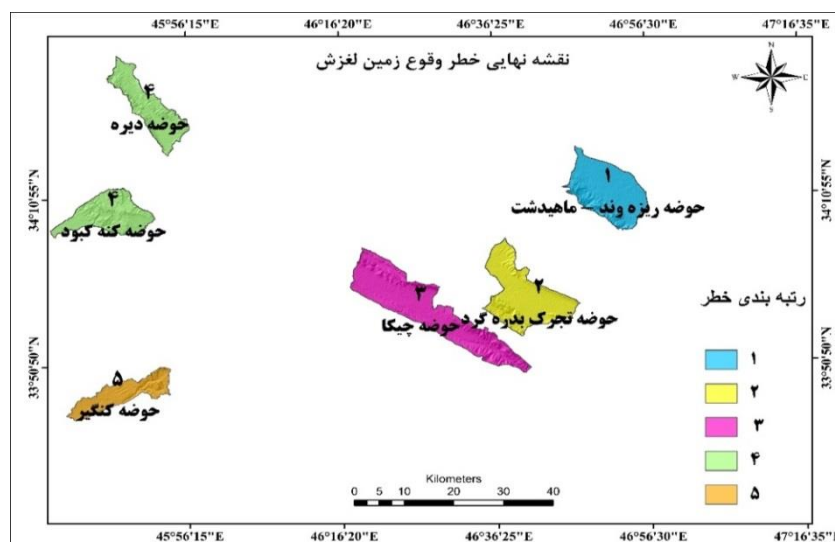 45°56'15"E 46°16'20"E 46°36'25"E 46°56'30"E 47°16'35"E
نقشه نهایی خطر وقوع زمین لغزش
N
W E
S
۴
حوضه دیره
34°10'55"N
34°10'55"N
۱
حوضه ریزه وند – ماهیدشت
۴
حوضه کنه کبود
۲
حوضه تجرک بدره گرد
۳
حوضه چیکا
رتبه بندی خطر
۱
۲
۳
۴
۵
33°50'50"N
33°50'50"N
۵
حوضه کنگیر
Kilometers
0 5 10 20 30 40
45°56'15"E 46°16'20"E 46°36'25"E 46°56'30"E 47°16'35"E